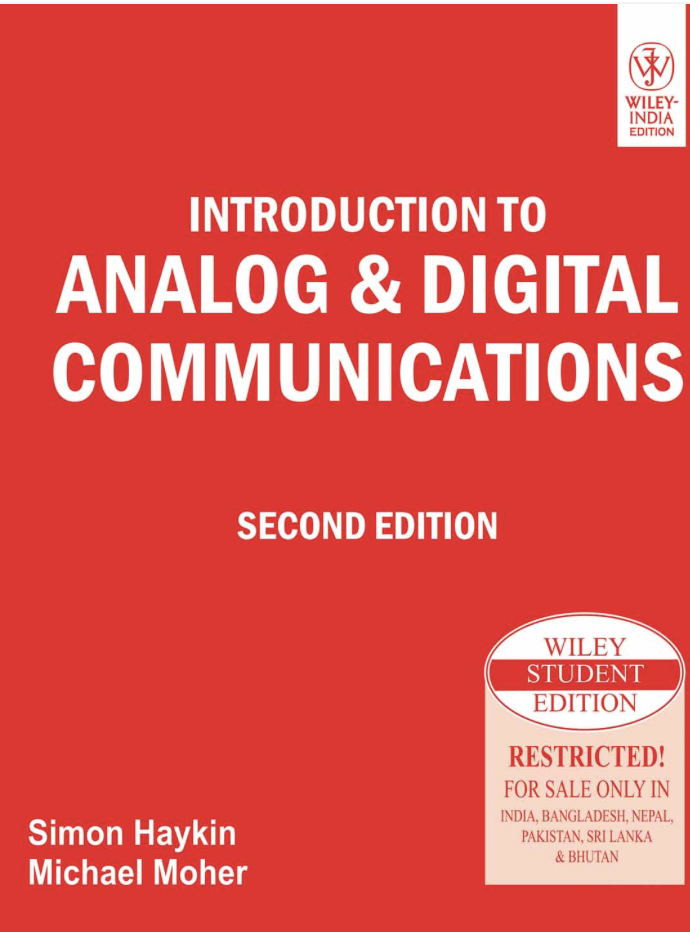 WILEY-
INDIA
EDITION
INTRODUCTION TO
ANALOG & DIGITAL
COMMUNICATIONS
SECOND EDITION
WILEY
STUDENT
EDITION
RESTRICTED!
FOR SALE ONLY IN
INDIA, BANGLADESH, NEPAL,
PAKISTAN, SRI LANKA
& BHUTAN
Simon Haykin
Michael Moher